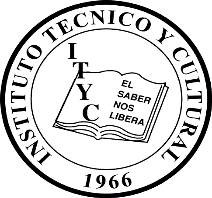 INSTITUTO TECNICO Y CULTURAL
I
T
Y
C
EL
SABER
NOS
LIBERA
1966